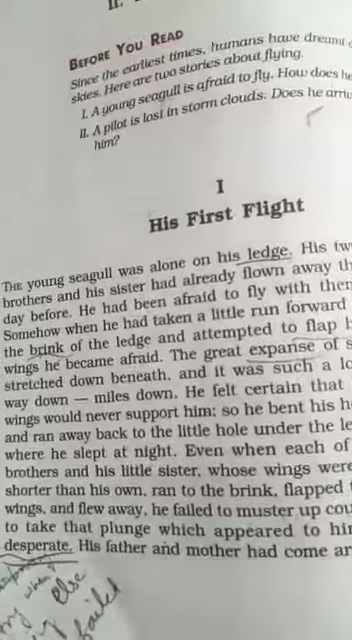 II.
BEFORE YOU READ
Since the earliest times, humans have dreamt
skies. Here are two stories about flying.
I. A young seagull is afraid to fly. How does he
II. A pilot is lost in storm clouds. Does he
him?
I
His First Flight
THE young seagull was alone on his ledge. His
brothers and his sister had already flown away
day before. He had been afraid to fly with
Somehow when he had taken a little run forward
the brink of the ledge and attempted to flap
wings he became afraid. The great expanse of
stretched down beneath, and it was such a
way down — miles down. He felt certain that
wings would never support him; so he bent his
and ran away back to the little hole under the
where he slept at night. Even when each of
brothers and his little sister, whose wings were
shorter than his own, ran to the brink, flapped
wings, and flew away, he failed to muster up
to take that plunge which appeared to
desperate. His father and mother had come
when
else
failed